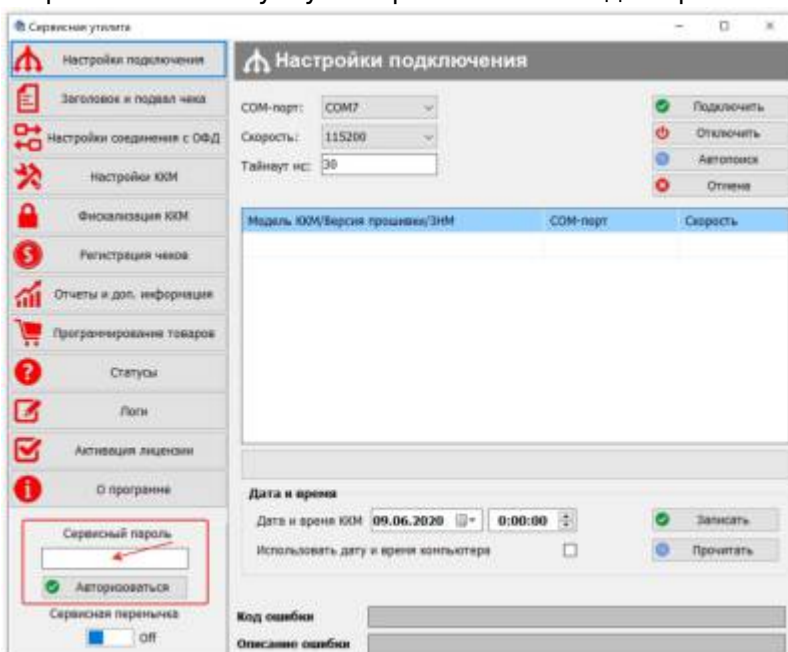 Сервисная утилита
Настройки подключения
Заголовок и подвал чека
Настройки соединения с ОФД
Настройки ККМ
Фискализация ККМ
Регистрация чеков
Отчеты и доп. информация
Программирование товаров
Статусы
Логи
Активация лицензии
О программе
Сервисный пароль
Авторизоваться
Сервисная перемычка
Off
Настройки подключения
COM-порт: COM7
Скорость: 115200
Таймаут мс: 30
Подключить
Отключить
Автопоиск
Отмена
Модель ККМ/Версия прошивки/ЗНМ COM-порт Скорость
Дата и время
Дата и время ККМ 09.06.2020 0:00:00 Записать
Использовать дату и время компьютера Прочитать
Код ошибки
Описание ошибки